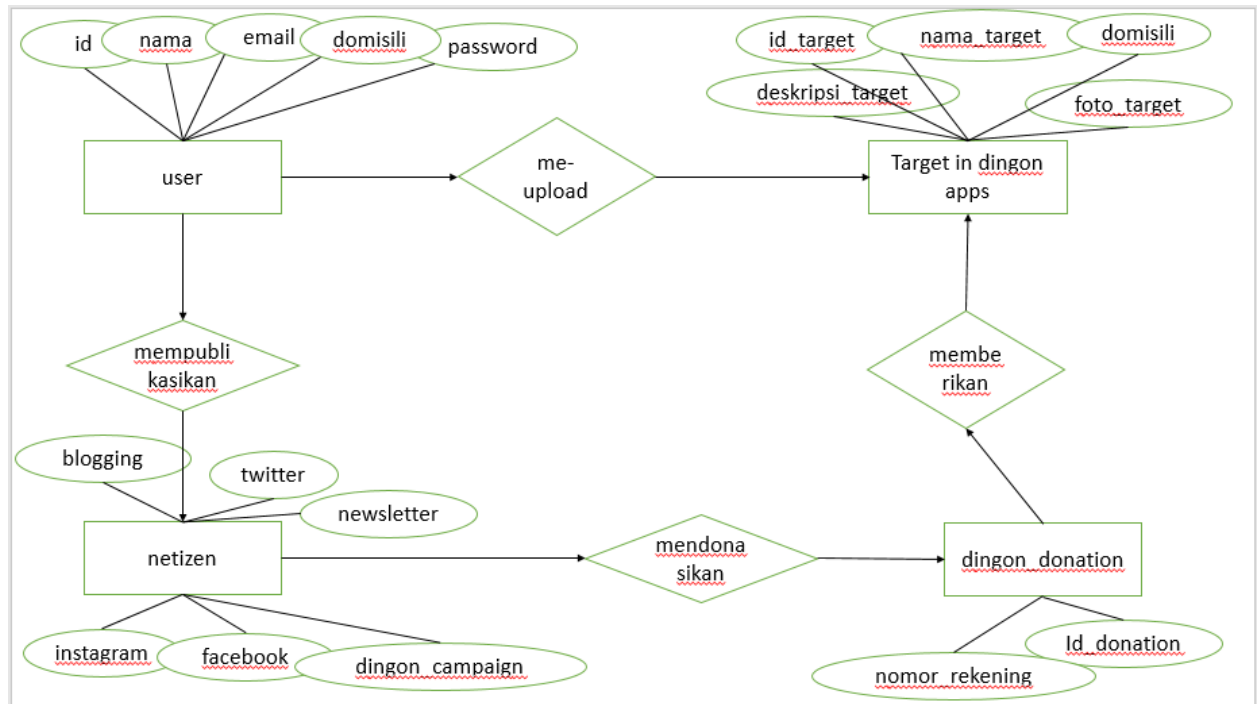 id
nama
email
domisili
password
id_target
nama_target
domisili
deskripsi_target
foto_target
user
me-
upload
Target in dingon
apps
mempubli
kasikan
membe
rikan
blogging
twitter
newsletter
netizen
mendona
sikan
dingon_donation
instagram
facebook
dingon_campaign
Id_donation
nomor_rekening